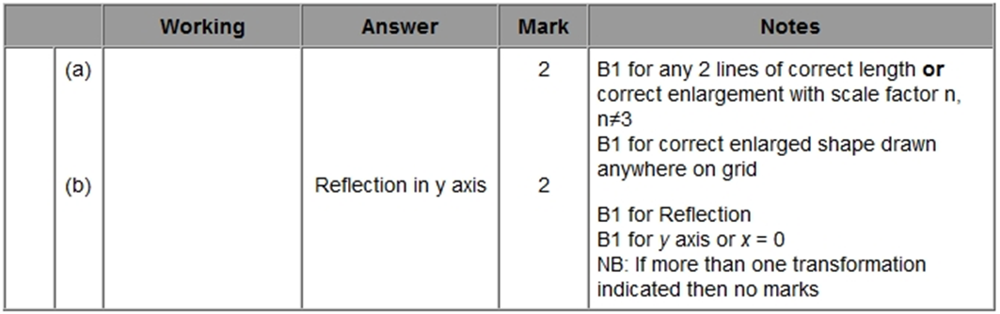 Working Answer Mark Notes
(a) 2 B1 for any 2 lines of correct length or
correct enlargement with scale factor n,
n≠3
B1 for correct enlarged shape drawn
anywhere on grid
(b) Reflection in y axis 2
B1 for Reflection
B1 for y axis or x = 0
NB: If more than one transformation
indicated then no marks